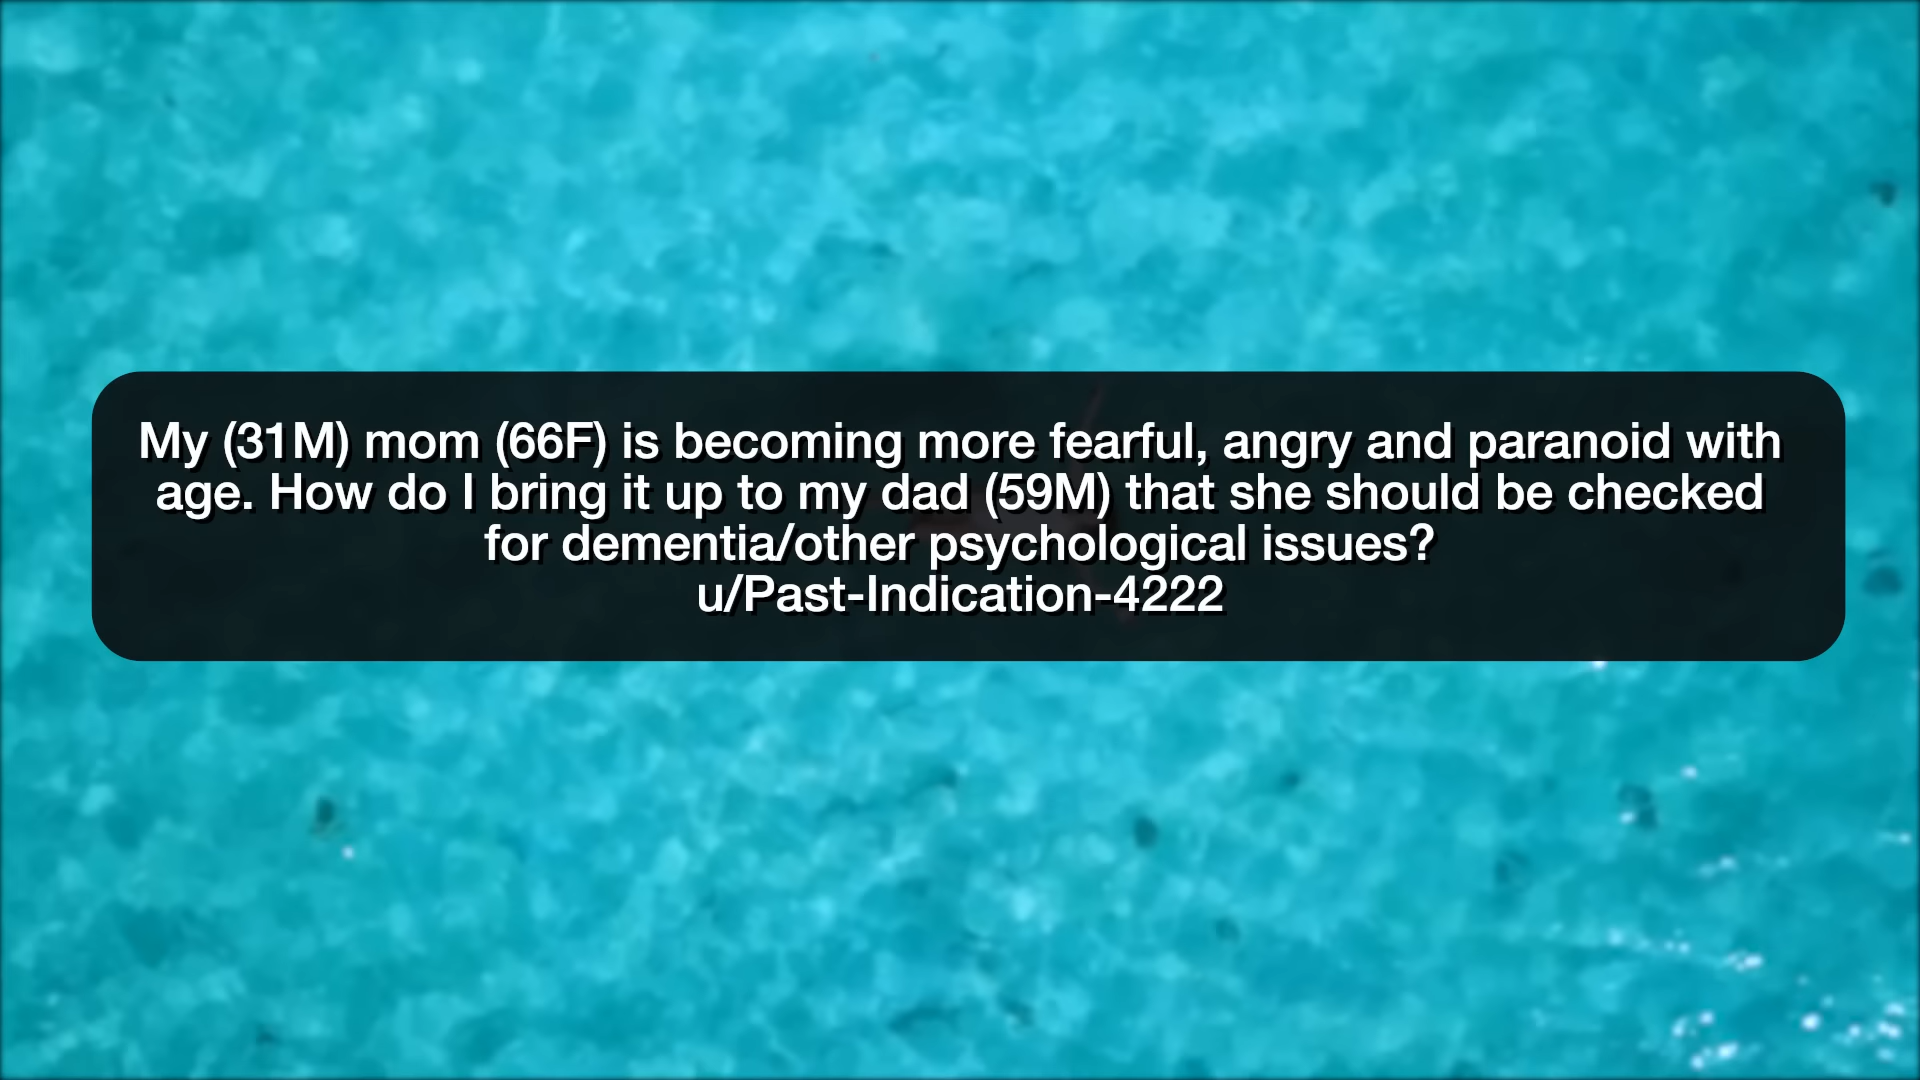 My (31M) mom (66F) is becoming more fearful, angry and paranoid with
age. How do I bring it up to my dad (59M) that she should be checked
for dementia/other psychological issues?
u/Past-Indication-4222